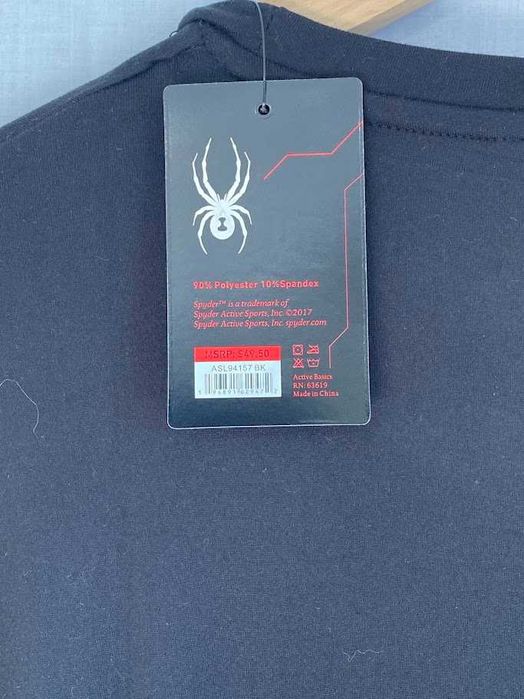 90% Polyester 10%Spandex
Spyder™ is a trademark of
Spyder Active Sports, Inc. ©2017
Spyder Active Sports, Inc. spyder.com
MSRP: $49.50
ASL94157 BK
Active Basics
RN: 63619
Made in China